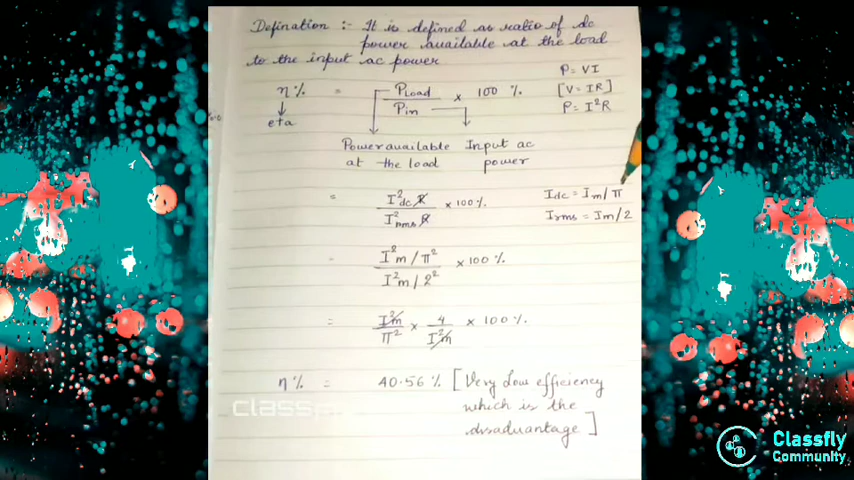 Defination :- It is defined as ratio of dc
power available at the load
to the input ac power
P = VI
η% = PLoad / Pin × 100 %.
[V = IR]
P = I²R
eta
Power available Input ac
at the load power
= I²dc R / I²rms R × 100%.
Idc = Im/π
Irms = Im/2
= I²m / π² / I²m / 2² × 100%.
= I²m / π² × 4 / I²m × 100%.
η% = 40.56 % [Very Low efficiency
which is the
disaduantage]
Classfly
Community